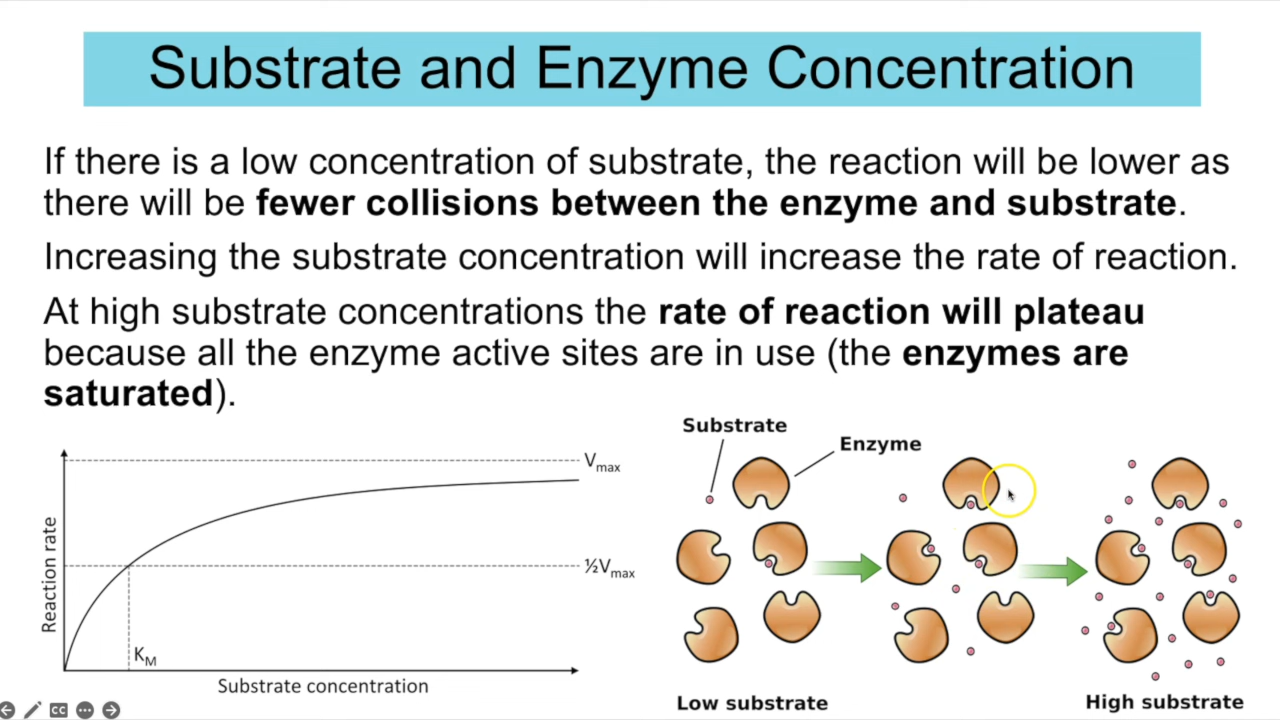 Substrate and Enzyme Concentration
If there is a low concentration of substrate, the reaction will be lower as
there will be fewer collisions between the enzyme and substrate.
Increasing the substrate concentration will increase the rate of reaction.
At high substrate concentrations the rate of reaction will plateau
because all the enzyme active sites are in use (the enzymes are
saturated).
Reaction rate
Vmax
½Vmax
KM
Substrate concentration
Substrate
Enzyme
Low substrate
High substrate
CC